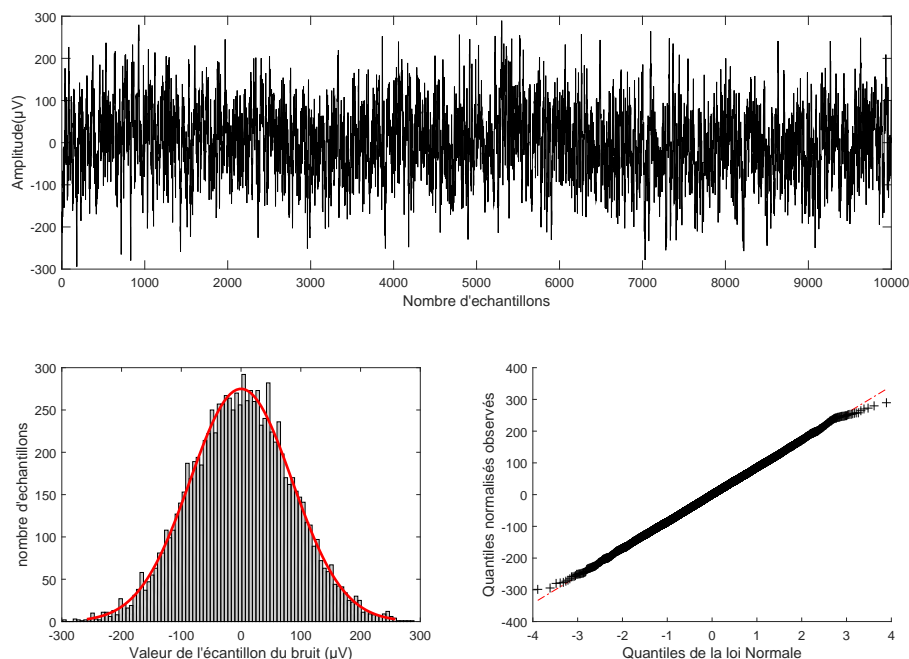 300
200
100
0
-100
-200
-300
Amplitude(µV)
0 1000 2000 3000 4000 5000 6000 7000 8000 9000 10000
Nombre d'echantillons
300
250
200
150
100
50
0
nombre d'echantillons
-300 -200 -100 0 100 200 300
Valeur de l'écantillon du bruit (µV)
400
300
200
100
0
-100
-200
-300
-400
Quantiles normalisés observés
-4 -3 -2 -1 0 1 2 3 4
Quantiles de la loi Normale